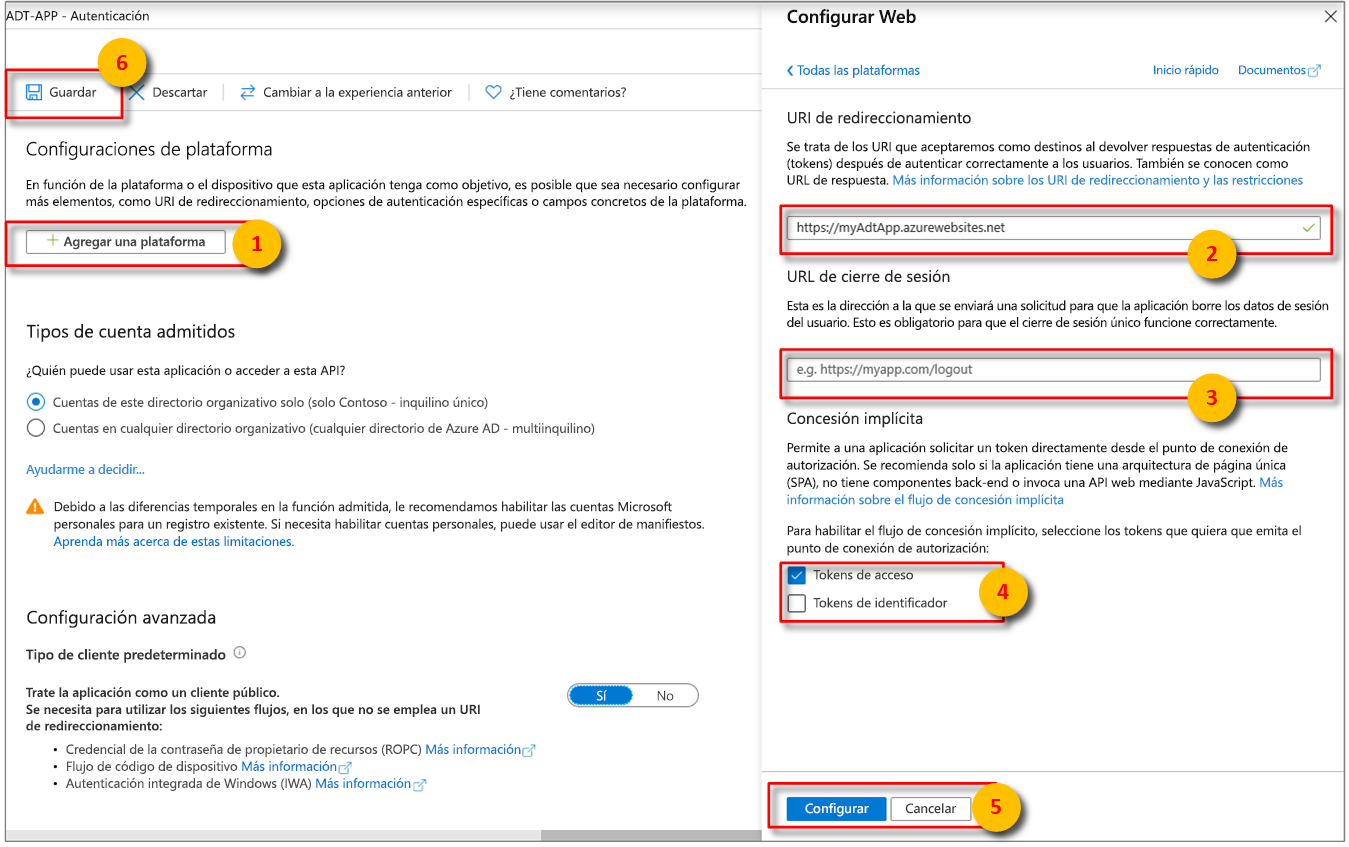 ADT-APP - Autenticación
6
Guardar
Descartar
Cambiar a la experiencia anterior
¿Tiene comentarios?
Configuraciones de plataforma
En función de la plataforma o el dispositivo que esta aplicación tenga como objetivo, es posible que sea necesario configurar
más elementos, como URI de redireccionamiento, opciones de autenticación específicas o campos concretos de la plataforma.
+ Agregar una plataforma
1
Tipos de cuenta admitidos
¿Quién puede usar esta aplicación o acceder a esta API?
Cuentas de este directorio organizativo solo (solo Contoso - inquilino único)
Cuentas en cualquier directorio organizativo (cualquier directorio de Azure AD - multiinquilino)
Ayudarme a decidir...
Debido a las diferencias temporales en la función admitida, le recomendamos habilitar las cuentas Microsoft
personales para un registro existente. Si necesita habilitar cuentas personales, puede usar el editor de manifiestos.
Aprenda más acerca de estas limitaciones.
Configuración avanzada
Tipo de cliente predeterminado
Trate la aplicación como un cliente público.
Se necesita para utilizar los siguientes flujos, en los que no se emplea un URI
de redireccionamiento:
Sí
No
• Credencial de la contraseña de propietario de recursos (ROPC) Más información
• Flujo de código de dispositivo Más información
• Autenticación integrada de Windows (IWA) Más información
Configurar Web
Todas las plataformas
Inicio rápido
Documentos
URI de redireccionamiento
Se trata de los URI que aceptaremos como destinos al devolver respuestas de autenticación
(tokens) después de autenticar correctamente a los usuarios. También se conocen como
URL de respuesta. Más información sobre los URI de redireccionamiento y las restricciones
https://myAdtApp.azurewebsites.net
2
URL de cierre de sesión
Esta es la dirección a la que se enviará una solicitud para que la aplicación borre los datos de sesión
del usuario. Esto es obligatorio para que el cierre de sesión único funcione correctamente.
e.g. https://myapp.com/logout
3
Concesión implícita
Permite a una aplicación solicitar un token directamente desde el punto de conexión de
autorización. Se recomienda solo si la aplicación tiene una arquitectura de página única
(SPA), no tiene componentes back-end o invoca una API web mediante JavaScript. Más
información sobre el flujo de concesión implícita
Para habilitar el flujo de concesión implícito, seleccione los tokens que quiera que emita el
punto de conexión de autorización:
Tokens de acceso
Tokens de identificador
4
Configurar
Cancelar
5